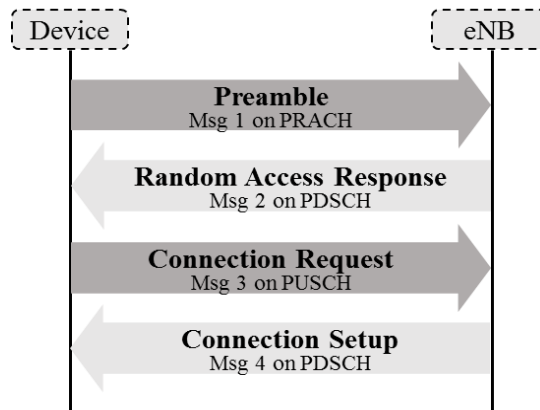 Device
eNB
Preamble
Msg 1 on PRACH
Random Access Response
Msg 2 on PDSCH
Connection Request
Msg 3 on PUSCH
Connection Setup
Msg 4 on PDSCH